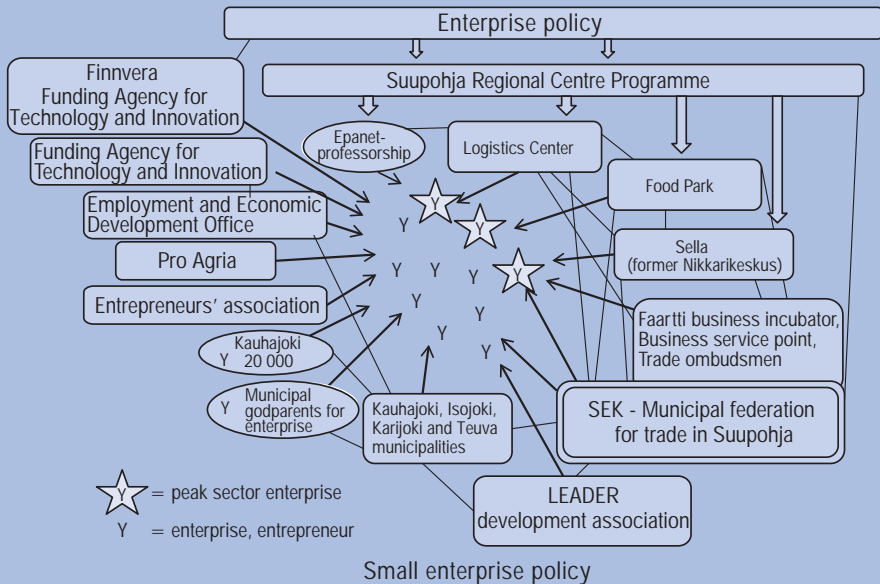 Enterprise policy
Suupohja Regional Centre Programme
Finnvera
Funding Agency for
Technology and Innovation
Funding Agency for
Technology and Innovation
Employment and Economic
Development Office
Pro Agria
Entrepreneurs' association
Kauhajoki
Y 20 000
Municipal
Y godparents for
enterprise
Epanet-
professorship
Logistics Center
Food Park
Sella
(former Nikkarikeskus)
Faartti business incubator,
Business service point,
Trade ombudsmen
SEK - Municipal federation
for trade in Suupohja
Kauhajoki, Isojoki,
Karijoki and Teuva
municipalities
LEADER
development association
Y
Y
Y
Y
Y
Y
Y
Y
Y
Y
Y
Y
Y = peak sector enterprise
Y = enterprise, entrepreneur
Small enterprise policy